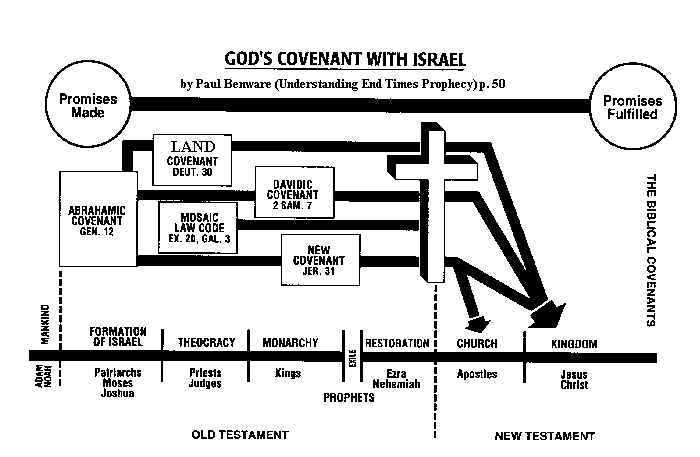 GOD'S COVENANT WITH ISRAEL
by Paul Benware (Understanding End Times Prophecy) p. 50
Promises
Made
Promises
Fulfilled
LAND
COVENANT
DEUT. 30
DAVIDIC
COVENANT
2 SAM. 7
ABRAHAMIC
COVENANT
GEN. 12
MOSAIC
LAW CODE
EX. 20, GAL. 3
NEW
COVENANT
JER. 31
THE BIBLICAL COVENANTS
MANKIND
FORMATION
OF ISRAEL
THEOCRACY
MONARCHY
EXILE
RESTORATION
CHURCH
KINGDOM
ADAM
NOAH
Patriarchs
Moses
Joshua
Priests
Judges
Kings
PROPHETS
Ezra
Nehemiah
Apostles
Jesus
Christ
OLD TESTAMENT
NEW TESTAMENT